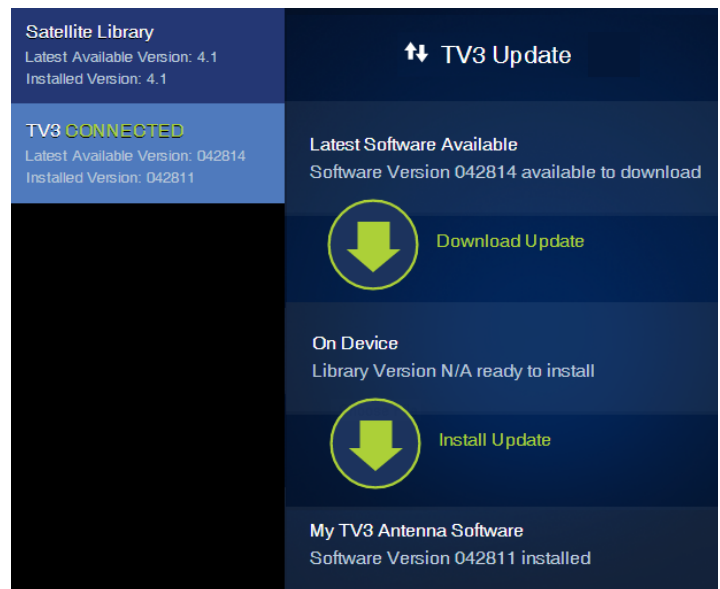 Satellite Library
Latest Available Version: 4.1
Installed Version: 4.1
TV3 CONNECTED
Latest Available Version: 042814
Installed Version: 042811
TV3 Update
Latest Software Available
Software Version 042814 available to download
Download Update
On Device
Library Version N/A ready to install
Install Update
My TV3 Antenna Software
Software Version 042811 installed